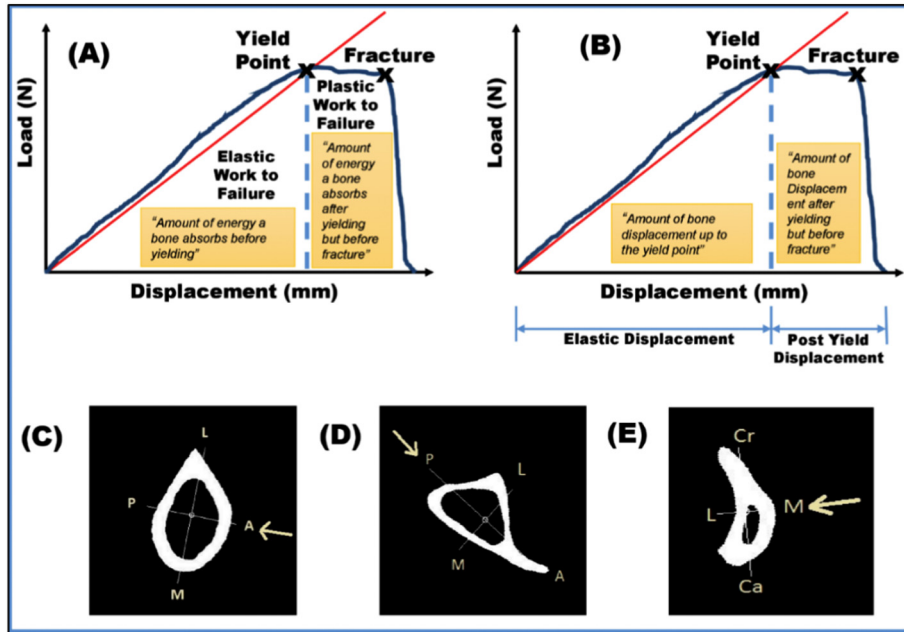 (A)
Yield
Point
Fracture
Plastic
Work to
Failure
Elastic
Work to
Failure
“Amount of energy a
bone absorbs before
yielding”
“Amount
of energy
a bone
absorbs
after
yielding
but before
fracture”
Load (N)
Displacement (mm)
(B)
Yield
Point
Fracture
“Amount of bone
displacement up to
the yield point”
“Amount of
bone
Displacem
ent after
yielding
but before
fracture”
Load (N)
Displacement (mm)
Elastic Displacement
Post Yield
Displacement
(C)
L
P
A
M
(D)
P
L
M
A
(E)
Cr
L
M
Ca